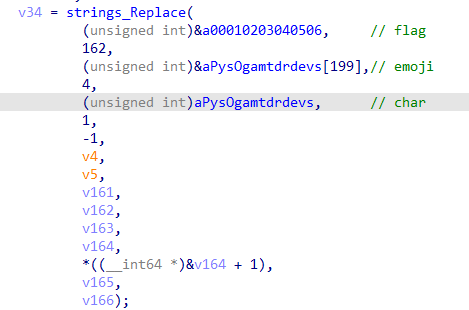 v34 = strings_Replace(
(unsigned int)&a00010203040506, // flag
162,
(unsigned int)&aPysOgamtdrdevs[199],// emoji
4,
(unsigned int)aPysOgamtdrdevs, // char
1,
-1,
v4,
v5,
v161,
v162,
v163,
v164,
*((__int64 *)&v164 + 1),
v165,
v166);